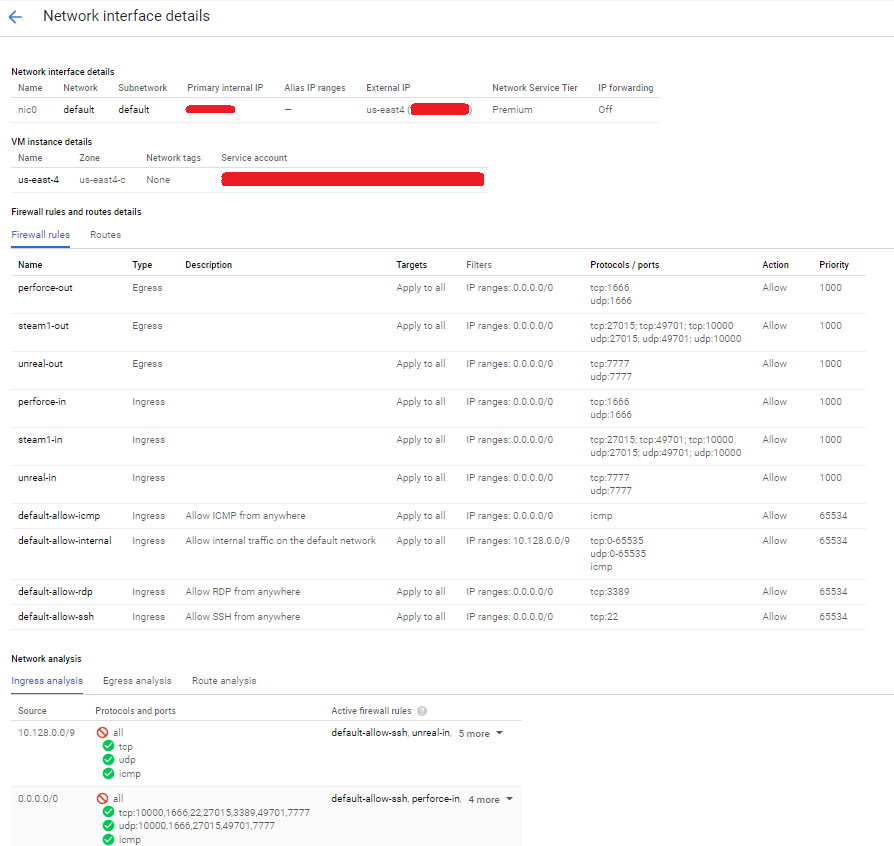 Network interface details
Network interface details
Name Network Subnetwork Primary internal IP Alias IP ranges External IP Network Service Tier IP forwarding
nic0 default default — us-east4 ( ) Premium Off
VM instance details
Name Zone Network tags Service account
us-east-4 us-east4-c None
Firewall rules and routes details
Firewall rules Routes
Name Type Description Targets Filters Protocols / ports Action Priority
perforce-out Egress Apply to all IP ranges: 0.0.0.0/0 tcp:1666 Allow 1000
udp:1666
steam1-out Egress Apply to all IP ranges: 0.0.0.0/0 tcp:27015; tcp:49701; tcp:10000 Allow 1000
udp:27015; udp:49701; udp:10000
unreal-out Egress Apply to all IP ranges: 0.0.0.0/0 tcp:7777 Allow 1000
udp:7777
perforce-in Ingress Apply to all IP ranges: 0.0.0.0/0 tcp:1666 Allow 1000
udp:1666
steam1-in Ingress Apply to all IP ranges: 0.0.0.0/0 tcp:27015; tcp:49701; tcp:10000 Allow 1000
udp:27015; udp:49701; udp:10000
unreal-in Ingress Apply to all IP ranges: 0.0.0.0/0 tcp:7777 Allow 1000
udp:7777
default-allow-icmp Ingress Allow ICMP from anywhere Apply to all IP ranges: 0.0.0.0/0 icmp Allow 65534
default-allow-internal Ingress Allow internal traffic on the default network Apply to all IP ranges: 10.128.0.0/9 tcp:0-65535 Allow 65534
udp:0-65535
icmp
default-allow-rdp Ingress Allow RDP from anywhere Apply to all IP ranges: 0.0.0.0/0 tcp:3389 Allow 65534
default-allow-ssh Ingress Allow SSH from anywhere Apply to all IP ranges: 0.0.0.0/0 tcp:22 Allow 65534
Network analysis
Ingress analysis Egress analysis Route analysis
Source Protocols and ports Active firewall rules ?
10.128.0.0/9 all default-allow-ssh, unreal-in, 5 more
tcp
udp
icmp
0.0.0.0/0 all default-allow-ssh, perforce-in, 4 more
tcp:10000,1666,22,27015,3389,49701,7777
udp:10000,1666,27015,49701,7777
icmp